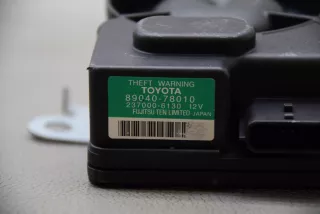 THEFT WARNING
TOYOTA
89040-78010
237000-6130 12V
FUJITSU TEN LIMITED JAPAN